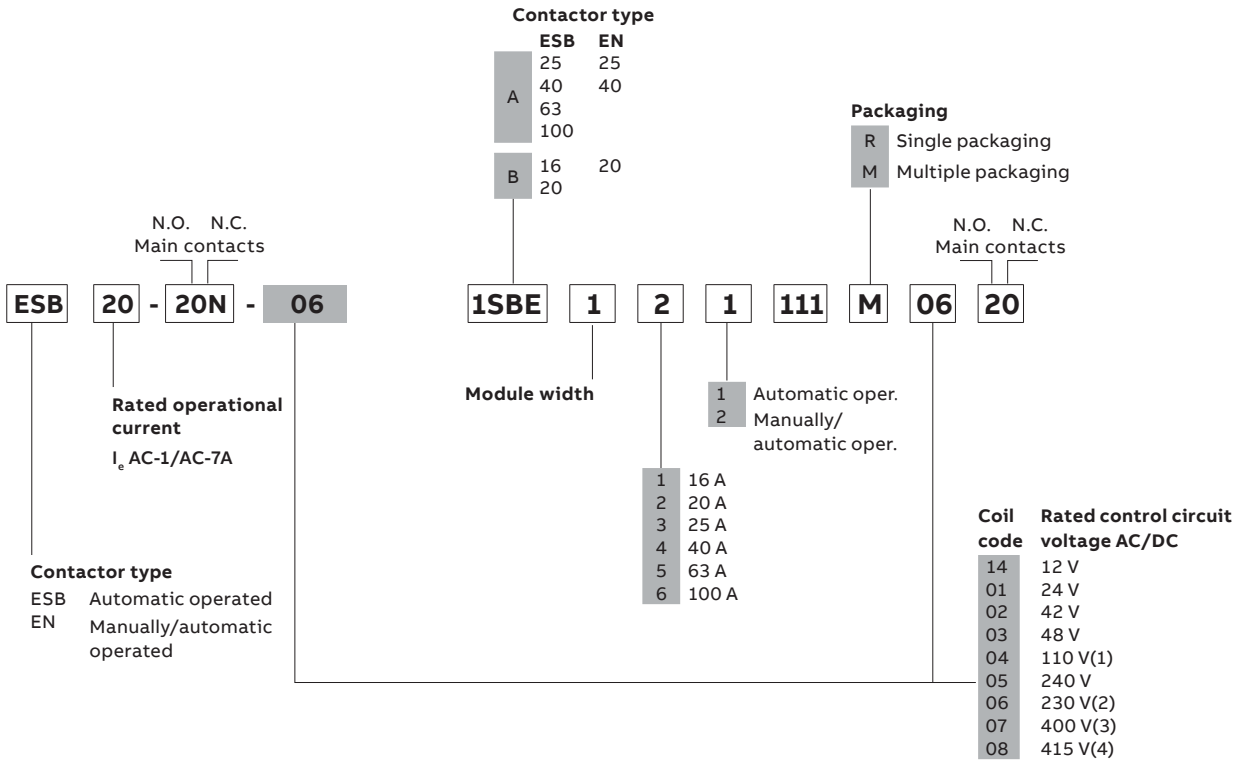 Contactor type
ESB EN
A
25 25
40 40
63
100
B
16 20
20
Packaging
R Single packaging
M Multiple packaging
N.O. N.C.
Main contacts
N.O. N.C.
Main contacts
ESB 20 - 20N - 06
1SBE 1 2 1 111 M 06 20
Rated operational
current
Ie AC-1/AC-7A
Module width
1 Automatic oper.
2 Manually/
automatic oper.
1 16 A
2 20 A
3 25 A
4 40 A
5 63 A
6 100 A
Contactor type
ESB Automatic operated
EN Manually/automatic
operated
Coil Rated control circuit
code voltage AC/DC
14 12 V
01 24 V
02 42 V
03 48 V
04 110 V(1)
05 240 V
06 230 V(2)
07 400 V(3)
08 415 V(4)